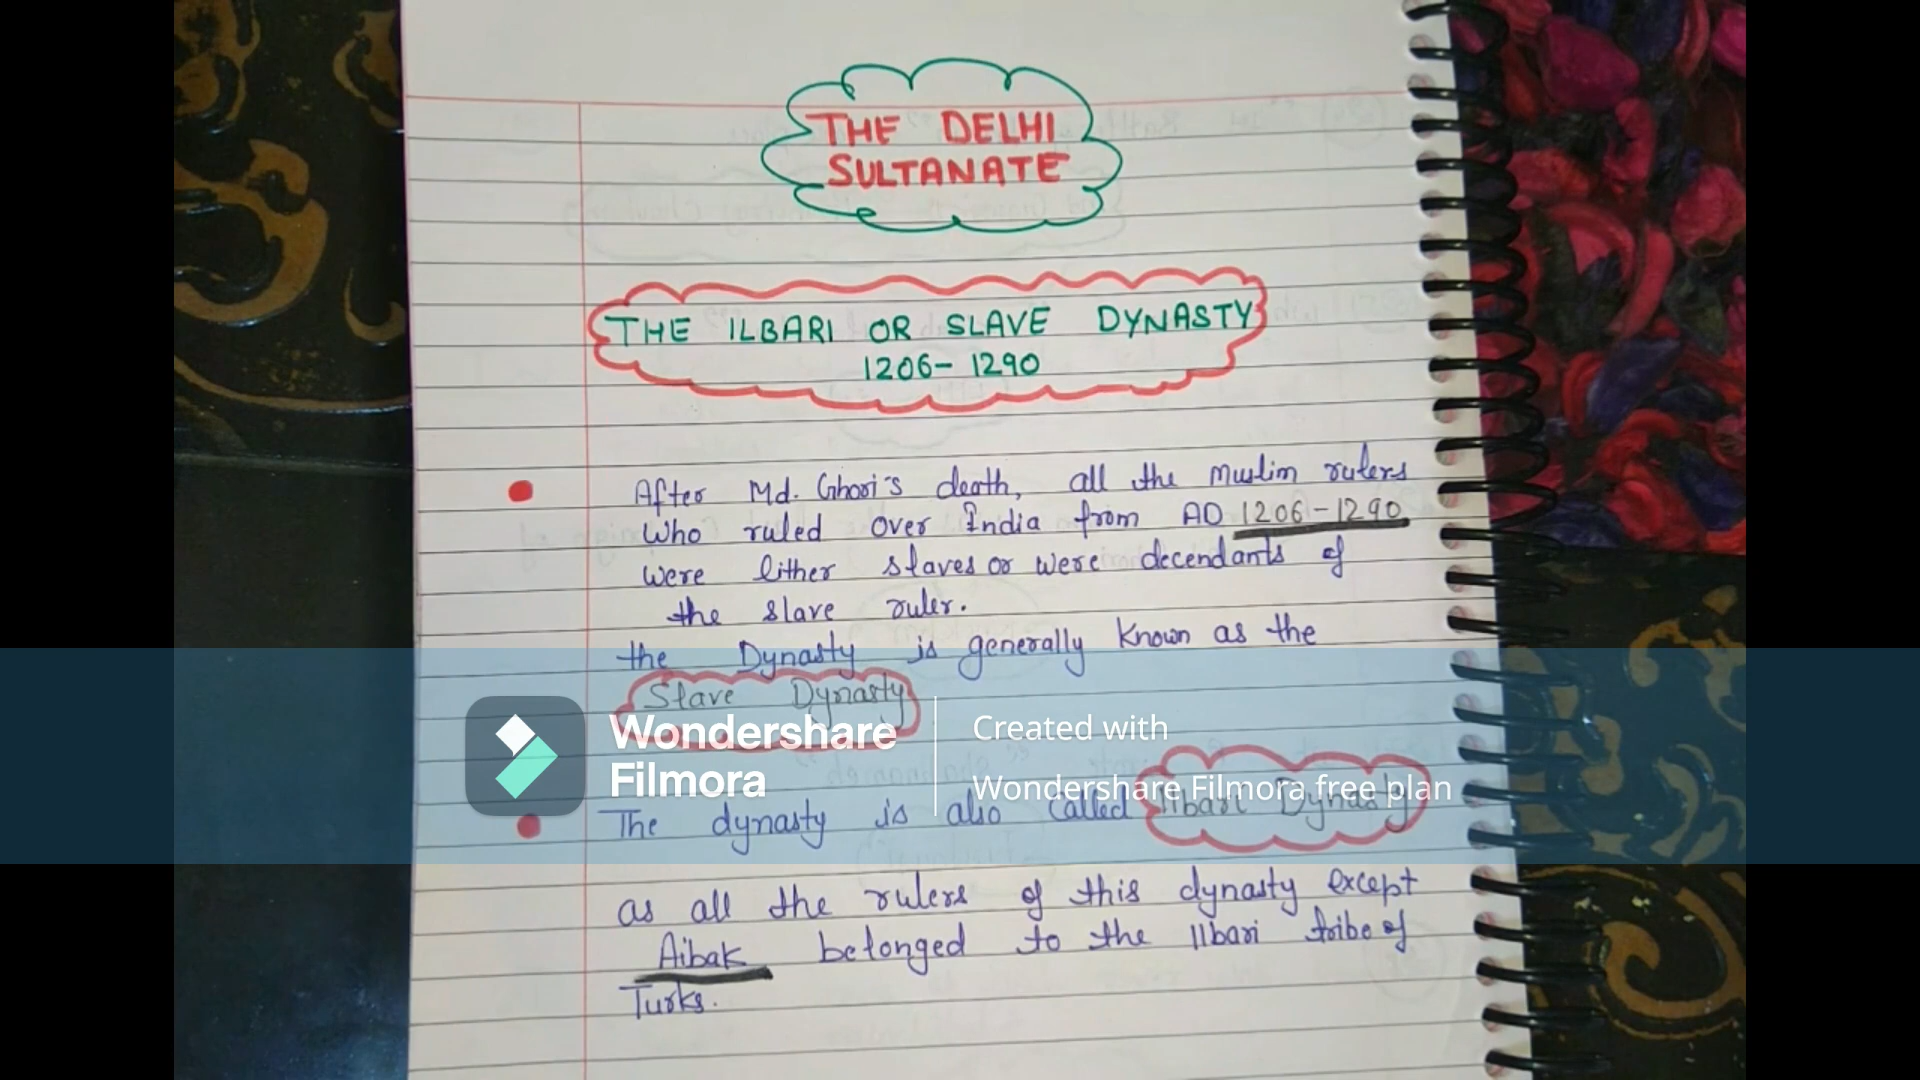 THE DELHI
SULTANATE
THE ILBARI OR SLAVE DYNASTY
1206-1290
After Md. Ghori's death, all the Muslim rulers
Who ruled over India from AD 1206-1290
were lither slaves or were decendants of
the slave ruler.
the Dynasty is generally known as the
Slave Dynasty
Wondershare
Filmora
Created with
Wondershare Filmora free plan
The dynasty is also called Ilbari Dynasty
as all the rulers of this dynasty except
Aibak belonged to the Ilbari tribe of
Turks.